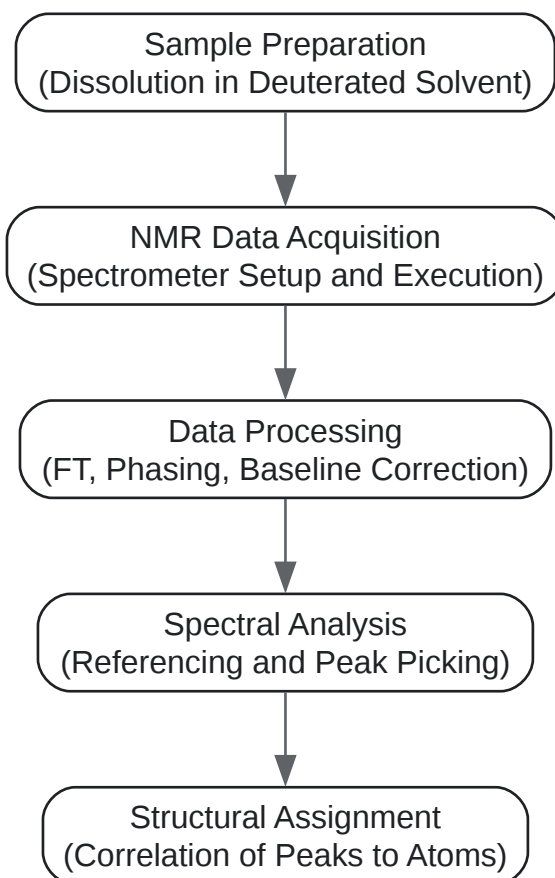 Sample Preparation
(Dissolution in Deuterated Solvent)
NMR Data Acquisition
(Spectrometer Setup and Execution)
Data Processing
(FT, Phasing, Baseline Correction)
Spectral Analysis
(Referencing and Peak Picking)
Structural Assignment
(Correlation of Peaks to Atoms)